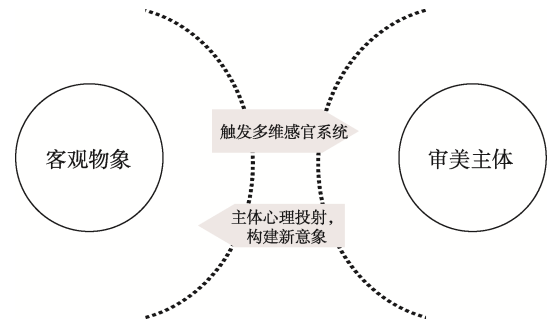 触发多维感官系统
客观物象
审美主体
主体心理投射，
构建新意象